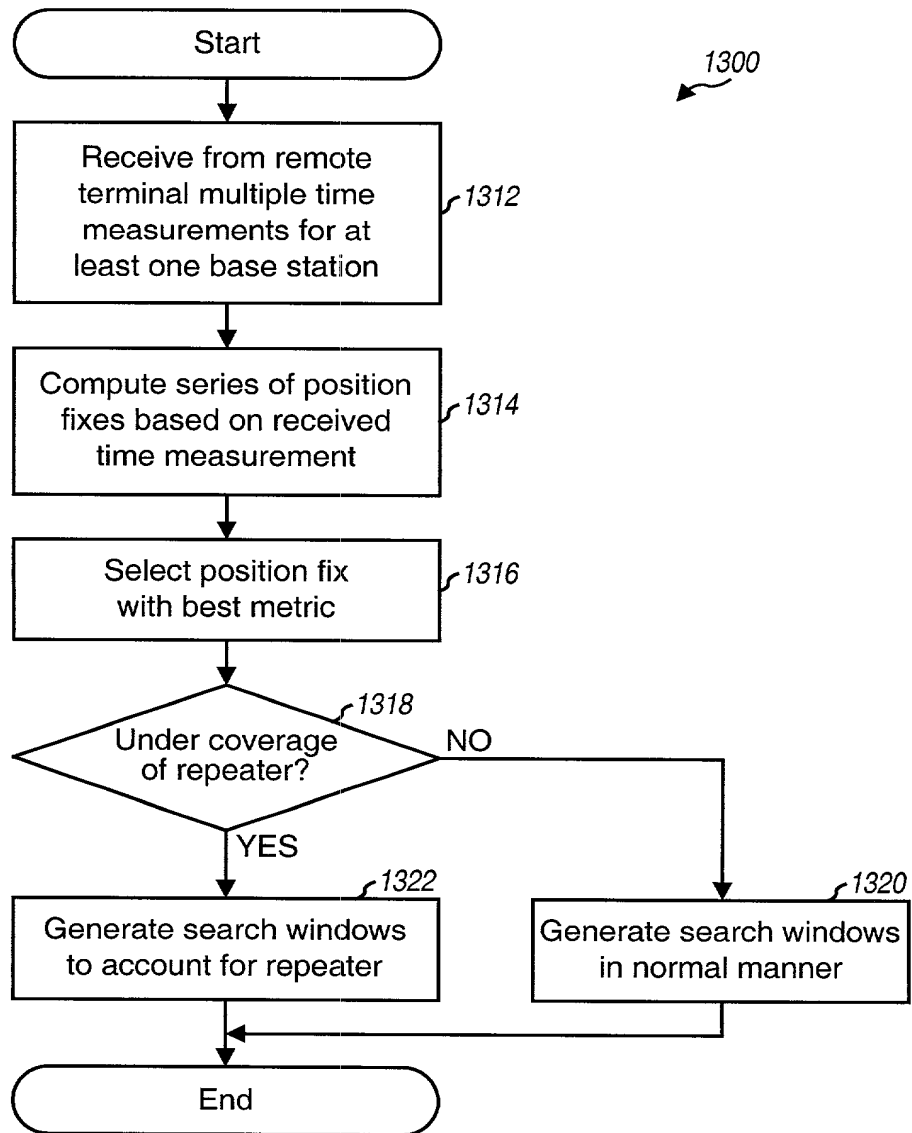 Start
1300
Receive from remote
terminal multiple time
measurements for at
least one base station
1312
Compute series of position
fixes based on received
time measurement
1314
Select position fix
with best metric
1316
1318
Under coverage
of repeater?
NO
YES
1322
Generate search windows
to account for repeater
1320
Generate search windows
in normal manner
End